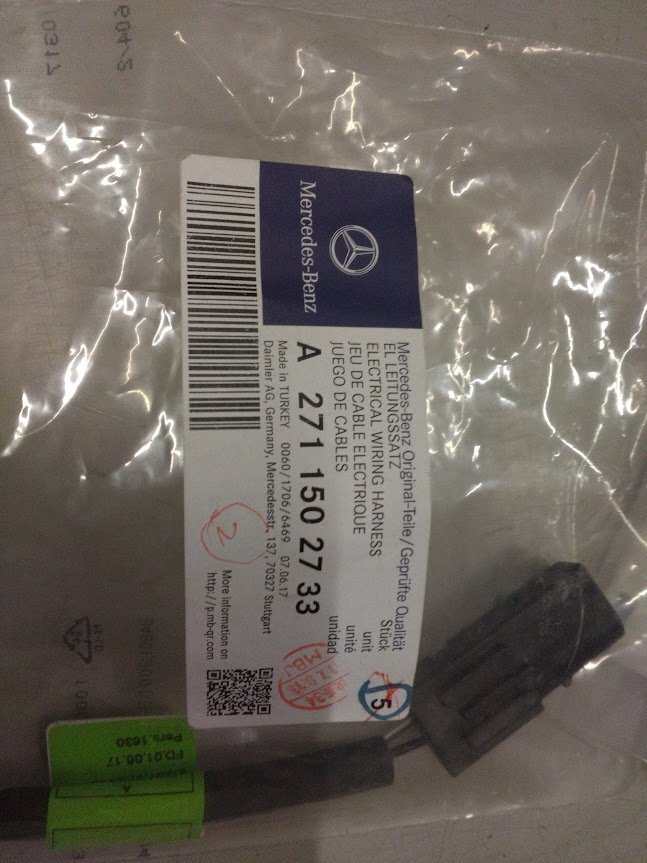 Mercedes-Benz
Mercedes-Benz Original-Teile/Geprüfte Qualität
EL LEITUNGSSATZ
ELECTRICAL WIRING HARNESS
JEU DE CABLE ELECTRIQUE
JUEGO DE CABLES
Stück
unit
unité
unidad
5
A 271 150 27 33
Made in TURKEY 0060/1706/6469 07.06.17
Daimler AG, Germany, Mercedesstr. 137, 70327 Stuttgart
2
More information on
http://p.mb-qr.com
MBJ
A
FD.01.06.17
Pers.1630